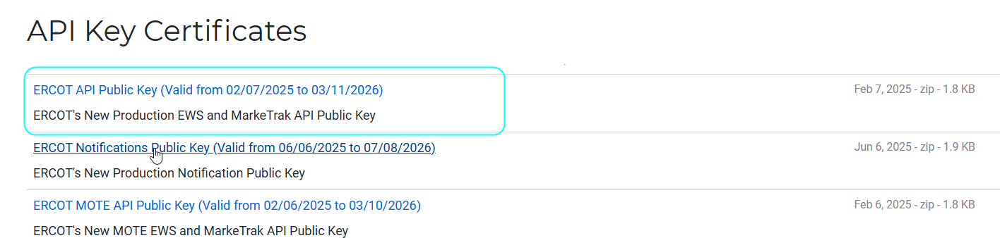 API Key Certificates
ERCOT API Public Key (Valid from 02/07/2025 to 03/11/2026)
Feb 7, 2025 - zip - 1.8 KB
ERCOT's New Production EWS and MarkeTrak API Public Key
ERCOT Notifications Public Key (Valid from 06/06/2025 to 07/08/2026)
Jun 6, 2025 - zip - 1.9 KB
ERCOT's New Production Notification Public Key
ERCOT MOTE API Public Key (Valid from 02/06/2025 to 03/10/2026)
Feb 6, 2025 - zip - 1.8 KB
ERCOT's New MOTE EWS and MarkeTrak API Public Key